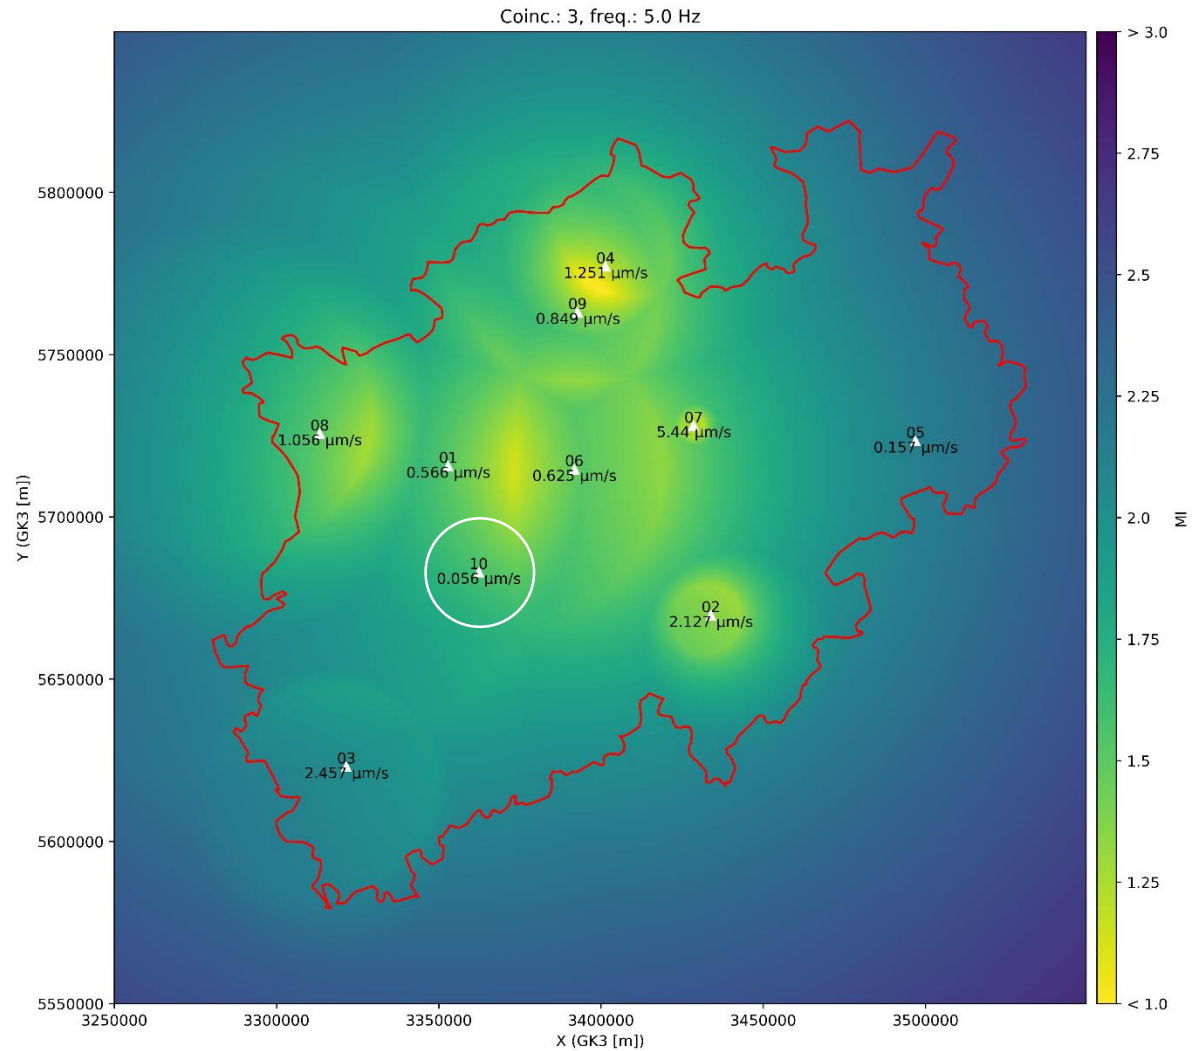 Coinc.: 3, freq.: 5.0 Hz
> 3.0
2.75
2.5
2.25
2.0
1.75
1.5
1.25
< 1.0
MI
5800000
5750000
5700000
5650000
5600000
5550000
Y (GK3 [m])
04
1.251 µm/s
09
0.849 µm/s
08
1.056 µm/s
01
0.566 µm/s
06
0.625 µm/s
07
5.44 µm/s
05
0.157 µm/s
10
0.056 µm/s
02
2.127 µm/s
03
2.457 µm/s
3250000
3300000
3350000
3400000
3450000
3500000
X (GK3 [m])